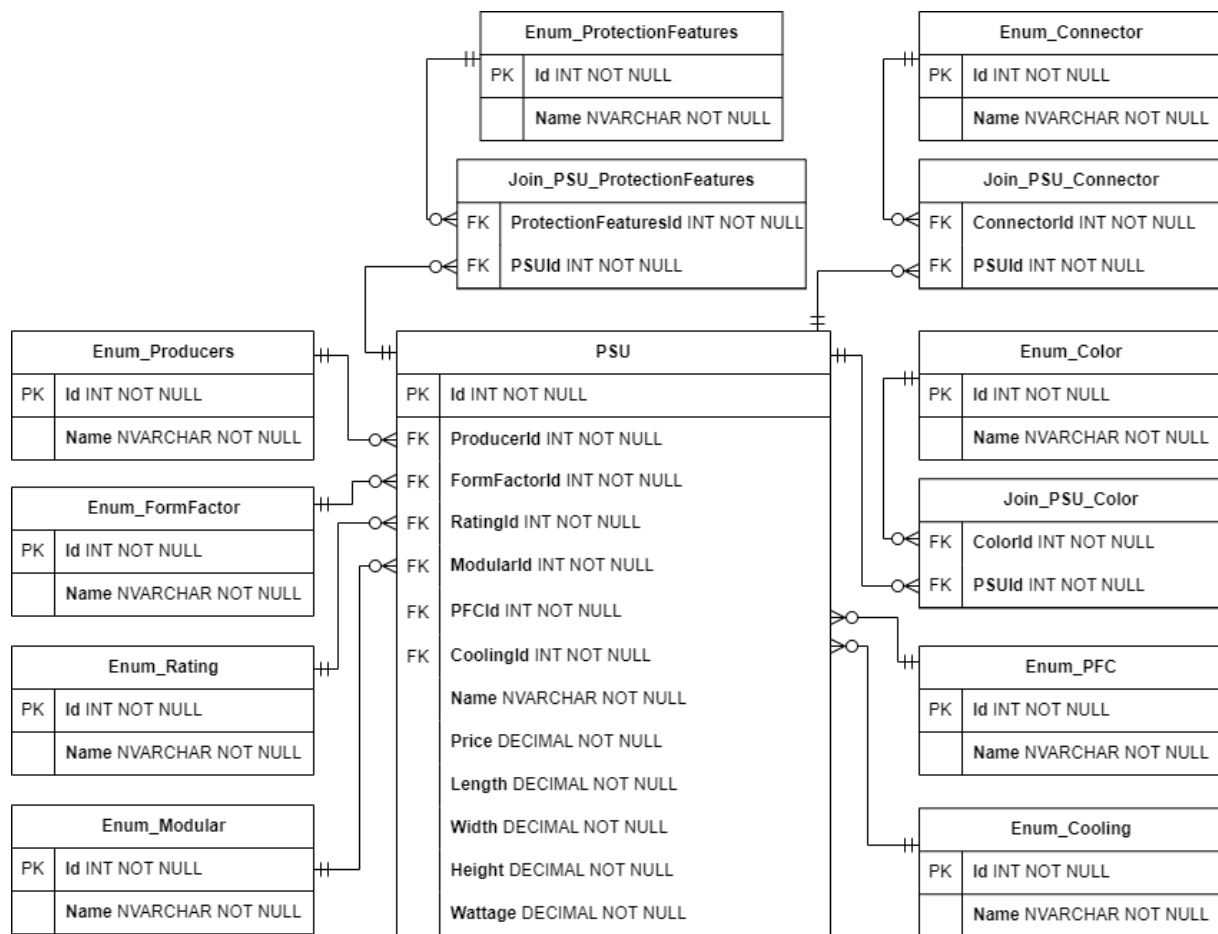 Enum_ProtectionFeatures
PK Id INT NOT NULL
Name NVARCHAR NOT NULL
Enum_Connector
PK Id INT NOT NULL
Name NVARCHAR NOT NULL
Join_PSU_ProtectionFeatures
FK ProtectionFeaturesId INT NOT NULL
FK PSUId INT NOT NULL
Join_PSU_Connector
FK ConnectorId INT NOT NULL
FK PSUId INT NOT NULL
Enum_Producers
PK Id INT NOT NULL
Name NVARCHAR NOT NULL
Enum_FormFactor
PK Id INT NOT NULL
Name NVARCHAR NOT NULL
Enum_Rating
PK Id INT NOT NULL
Name NVARCHAR NOT NULL
Enum_Modular
PK Id INT NOT NULL
Name NVARCHAR NOT NULL
PSU
PK Id INT NOT NULL
FK ProducerId INT NOT NULL
FK FormFactorId INT NOT NULL
FK RatingId INT NOT NULL
FK ModularId INT NOT NULL
FK PFCId INT NOT NULL
FK CoolingId INT NOT NULL
Name NVARCHAR NOT NULL
Price DECIMAL NOT NULL
Length DECIMAL NOT NULL
Width DECIMAL NOT NULL
Height DECIMAL NOT NULL
Wattage DECIMAL NOT NULL
Enum_Color
PK Id INT NOT NULL
Name NVARCHAR NOT NULL
Join_PSU_Color
FK ColorId INT NOT NULL
FK PSUId INT NOT NULL
Enum_PFC
PK Id INT NOT NULL
Name NVARCHAR NOT NULL
Enum_Cooling
PK Id INT NOT NULL
Name NVARCHAR NOT NULL